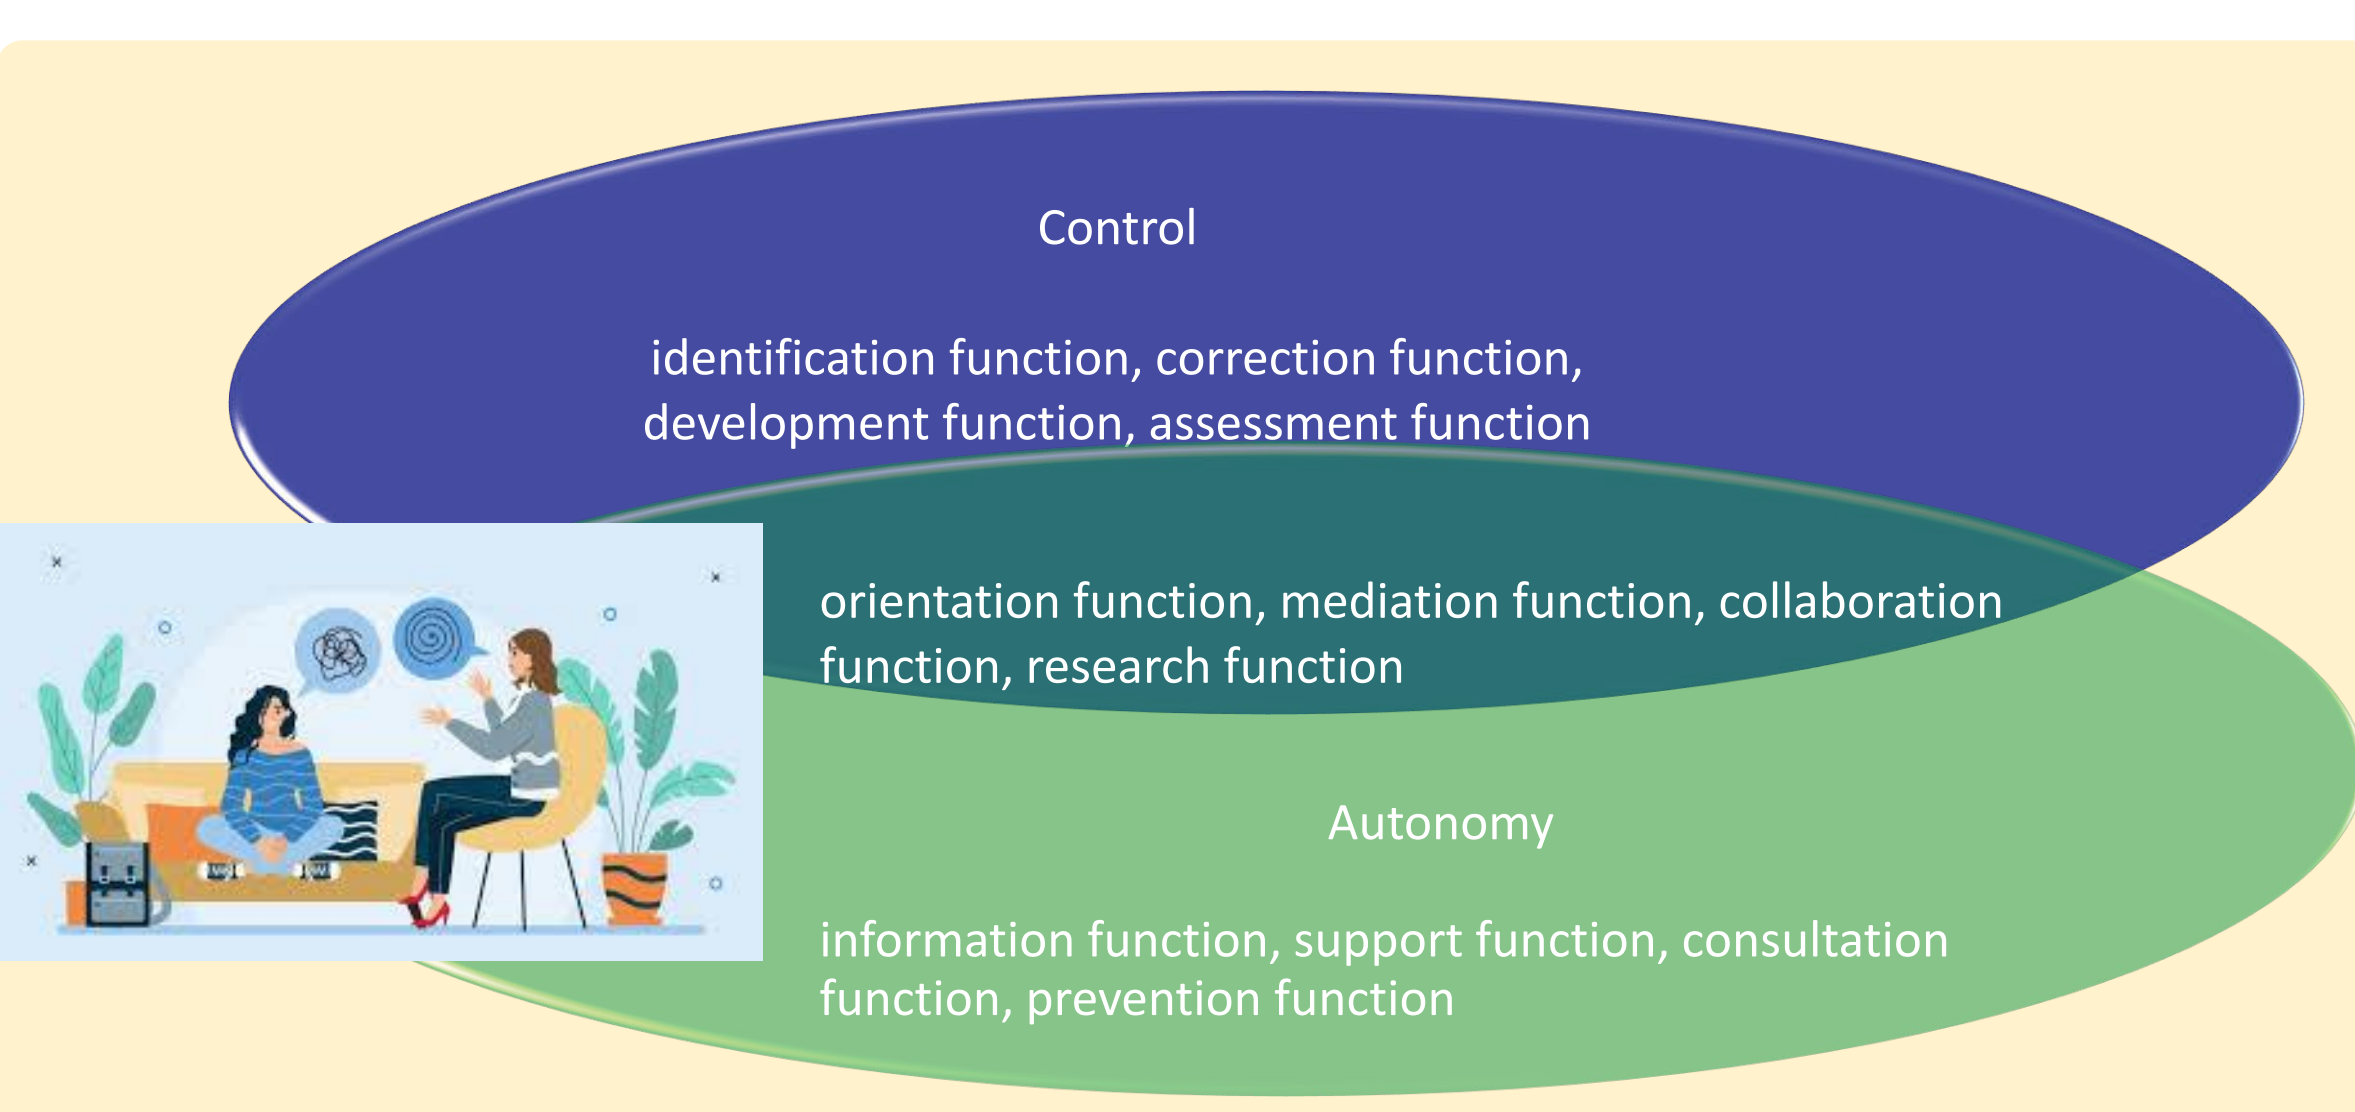 Control
identification function, correction function,
development function, assessment function
orientation function, mediation function, collaboration
function, research function
Autonomy
information function, support function, consultation
function, prevention function